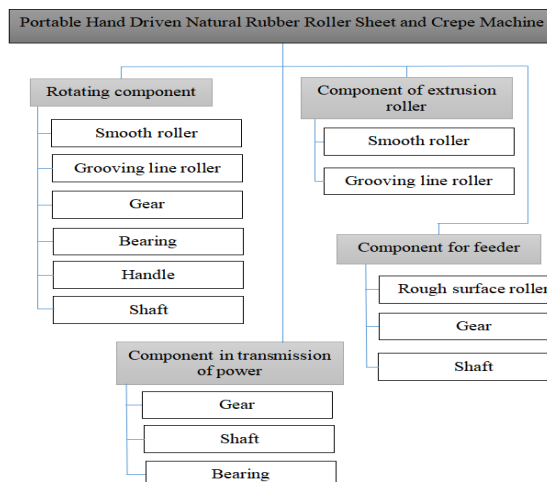 Portable Hand Driven Natural Rubber Roller Sheet and Crepe Machine
Rotating component
Smooth roller
Grooving line roller
Gear
Bearing
Handle
Shaft
Component of extrusion
roller
Smooth roller
Grooving line roller
Component for feeder
Rough surface roller
Gear
Shaft
Component in transmission
of power
Gear
Shaft
Bearing